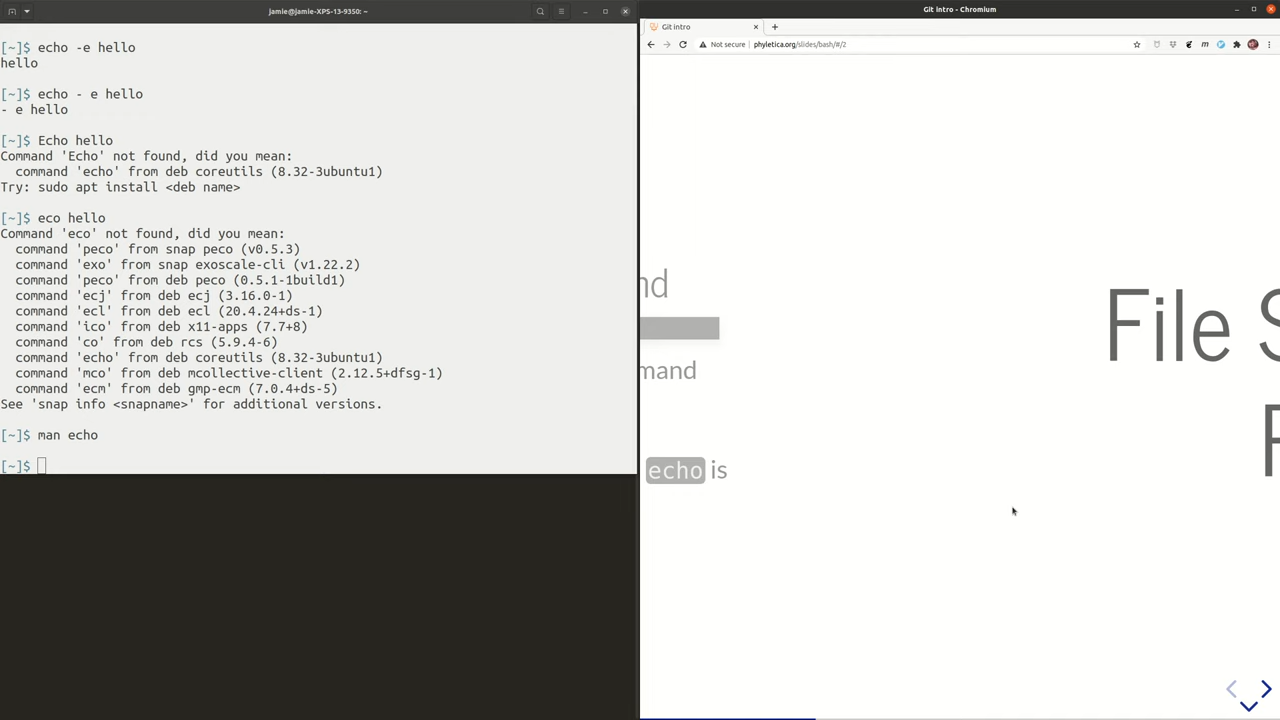 jamie@jamie-XPS-13-9350: ~
[~]$ echo -e hello
hello
[~]$ echo - e hello
- e hello
[~]$ Echo hello
Command 'Echo' not found, did you mean:
  command 'echo' from deb coreutils (8.32-3ubuntu1)
Try: sudo apt install <deb name>
[~]$ eco hello
Command 'eco' not found, did you mean:
  command 'peco' from snap peco (v0.5.3)
  command 'exo' from snap exoscale-cli (v1.22.2)
  command 'peco' from deb peco (0.5.1-1build1)
  command 'ecj' from deb ecj (3.16.0-1)
  command 'ecl' from deb ecl (20.4.24+ds-1)
  command 'ico' from deb x11-apps (7.7+8)
  command 'co' from deb rcs (5.9.4-6)
  command 'echo' from deb coreutils (8.32-3ubuntu1)
  command 'mco' from deb mcollective-client (2.12.5+dfsg-1)
  command 'ecm' from deb gmp-ecm (7.0.4+ds-5)
See 'snap info <snapname>' for additional versions.
[~]$ man echo
[~]$
Git intro - Chromium
Git intro
Not secure phyletica.org/slides/bash/#/2
nd
mand
echo is
File S